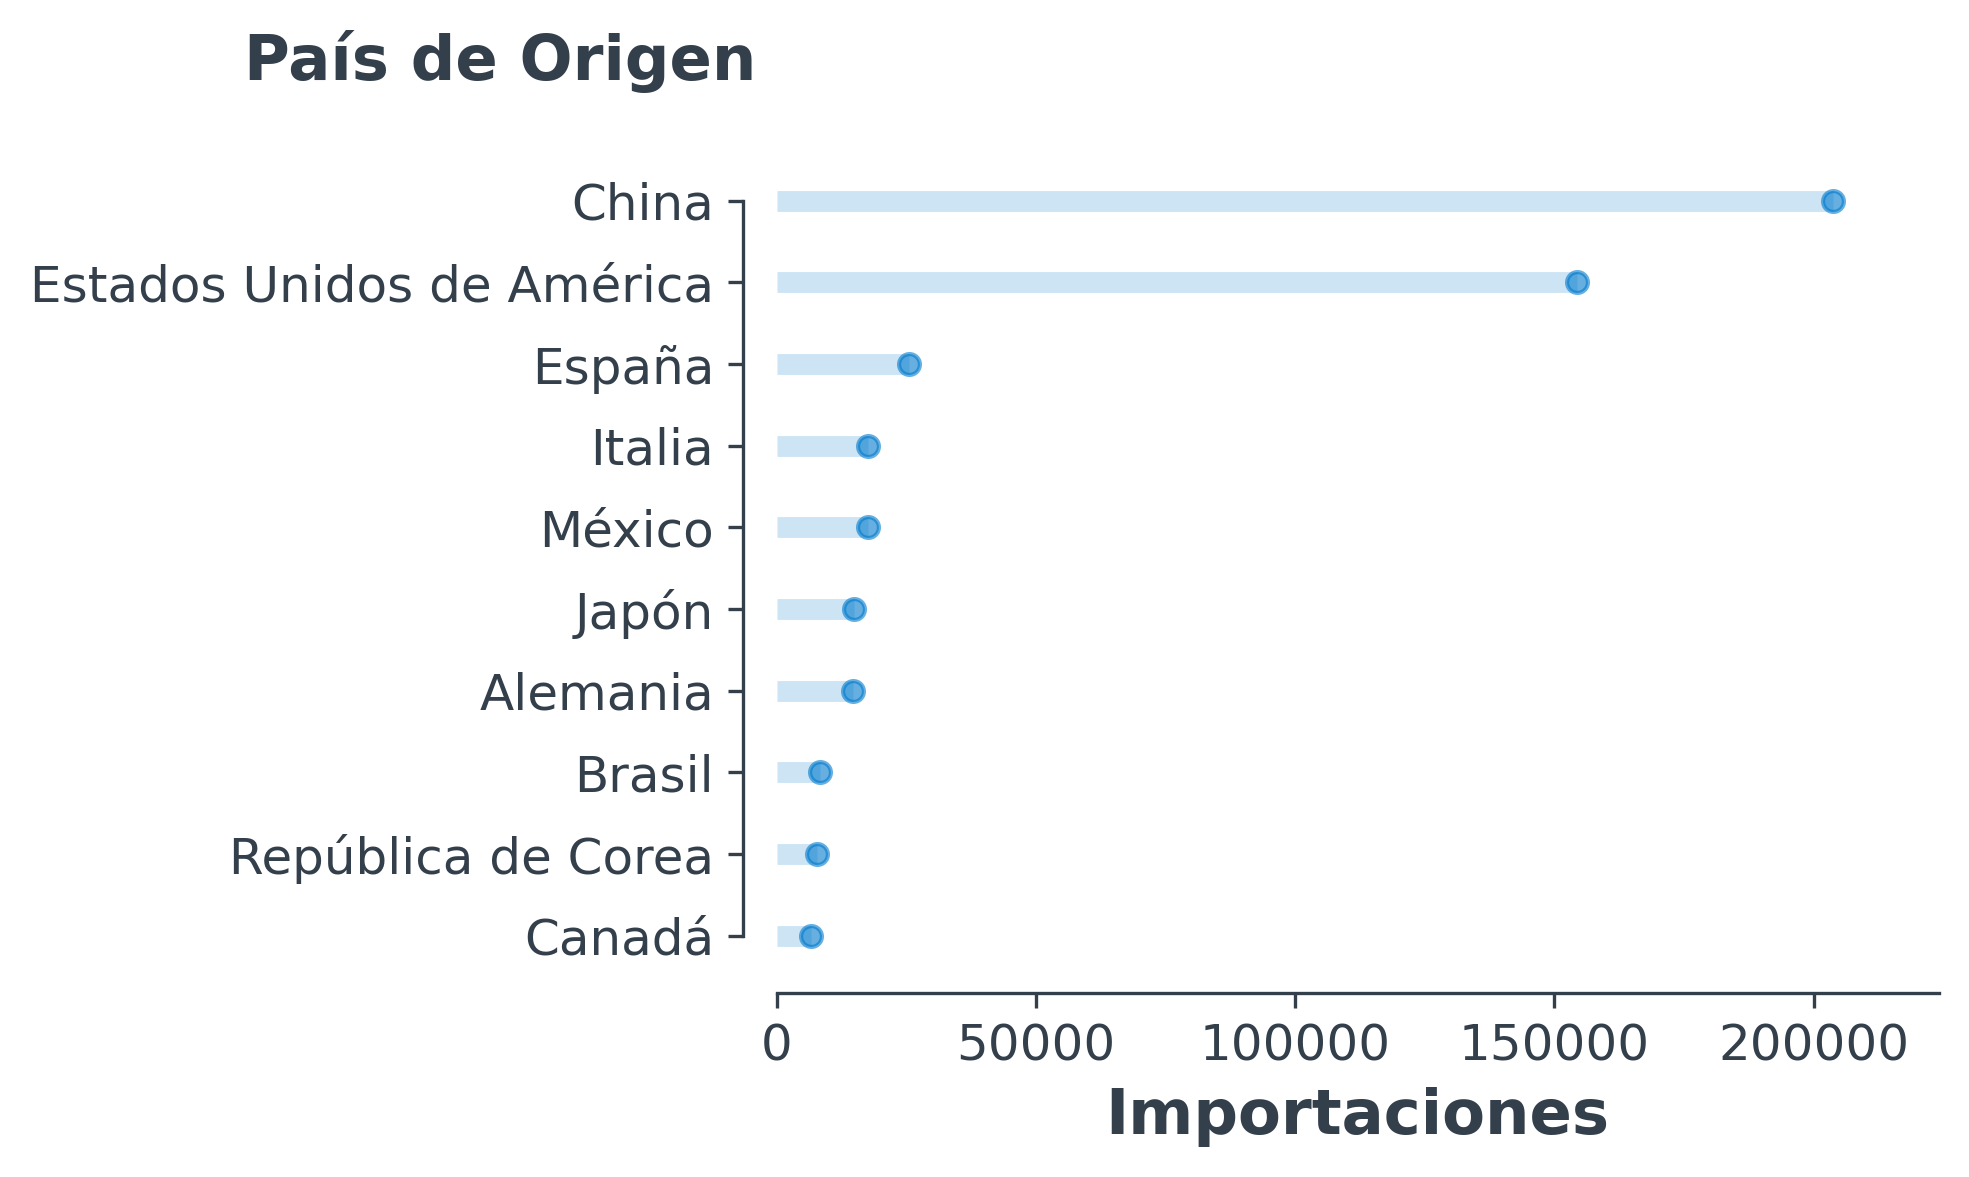 País de Origen
China
Estados Unidos de América
España
Italia
México
Japón
Alemania
Brasil
República de Corea
Canadá
0 50000 100000 150000 200000
Importaciones